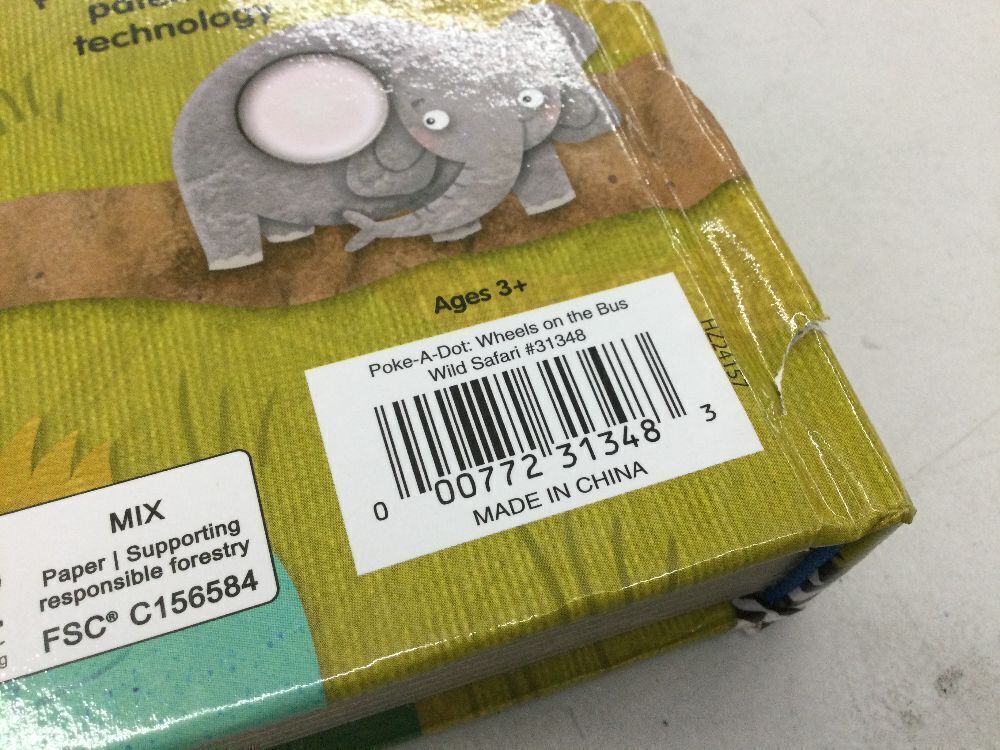 technology
Ages 3+
Poke-A-Dot: Wheels on the Bus
Wild Safari #31348
0 00772 31348 3
MADE IN CHINA
HZ24157
MIX
Paper | Supporting
responsible forestry
FSC® C156584